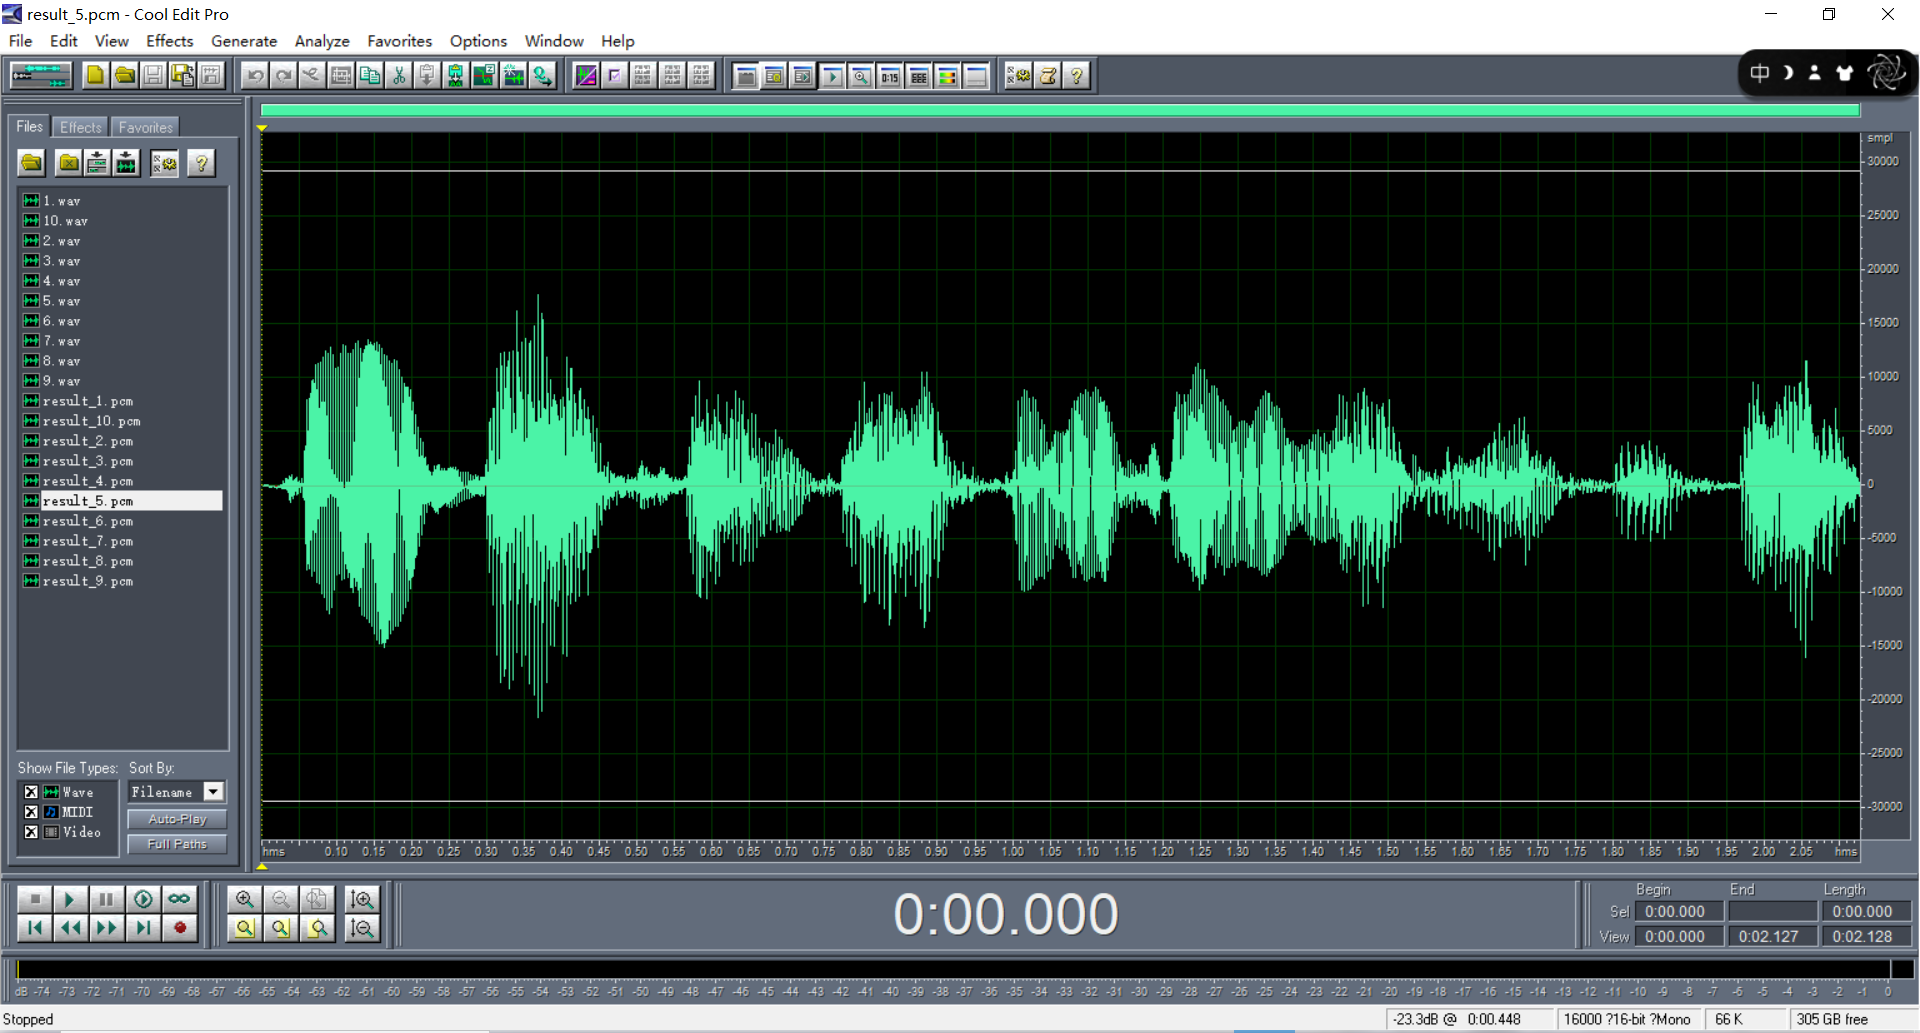 result_5.pcm - Cool Edit Pro
File Edit View Effects Generate Analyze Favorites Options Window Help
中
Files Effects Favorites
1.wav
10.wav
2.wav
3.wav
4.wav
5.wav
6.wav
7.wav
8.wav
9.wav
result_1.pcm
result_10.pcm
result_2.pcm
result_3.pcm
result_4.pcm
result_5.pcm
result_6.pcm
result_7.pcm
result_8.pcm
result_9.pcm
Show File Types: Sort By:
Wave Filename
MIDI Auto-Play
Video Full Paths
smpl
30000
25000
20000
15000
10000
5000
0
-5000
-10000
-15000
-20000
-25000
-30000
hms 0.10 0.15 0.20 0.25 0.30 0.35 0.40 0.45 0.50 0.55 0.60 0.65 0.70 0.75 0.80 0.85 0.90 0.95 1.00 1.05 1.10 1.15 1.20 1.25 1.30 1.35 1.40 1.45 1.50 1.55 1.60 1.65 1.70 1.75 1.80 1.85 1.90 1.95 2.00 2.05 hms
0:00.000
Begin End Length
Sel 0:00.000 0:00.000
View 0:00.000 0:02.127 0:02.128
dB -74 -73 -72 -71 -70 -69 -68 -67 -66 -65 -64 -63 -62 -61 -60 -59 -58 -57 -56 -55 -54 -53 -52 -51 -50 -49 -48 -47 -46 -45 -44 -43 -42 -41 -40 -39 -38 -37 -36 -35 -34 -33 -32 -31 -30 -29 -28 -27 -26 -25 -24 -23 -22 -21 -20 -19 -18 -17 -16 -15 -14 -13 -12 -11 -10 -9 -8 -7 -6 -5 -4 -3 -2 -1 0
Stopped -23.3dB @ 0:00.448 16000 ?16-bit ?Mono 66 K 305 GB free